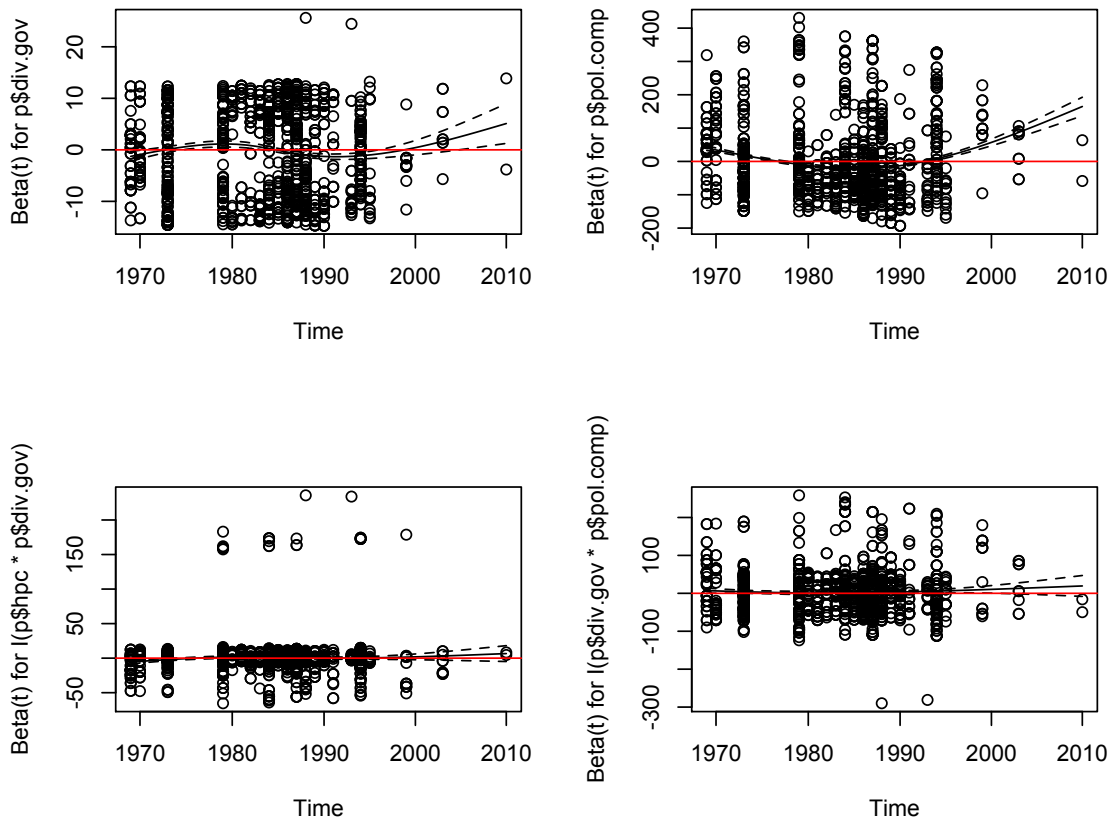 Beta(t) for p$div.gov
20
10
0
-10
1970 1980 1990 2000 2010
Time
Beta(t) for p$pol.comp
400
200
0
-200
1970 1980 1990 2000 2010
Time
Beta(t) for I((p$hpc * p$div.gov)
150
50
-50
1970 1980 1990 2000 2010
Time
Beta(t) for I((p$div.gov * p$pol.comp)
100
-100
-300
1970 1980 1990 2000 2010
Time